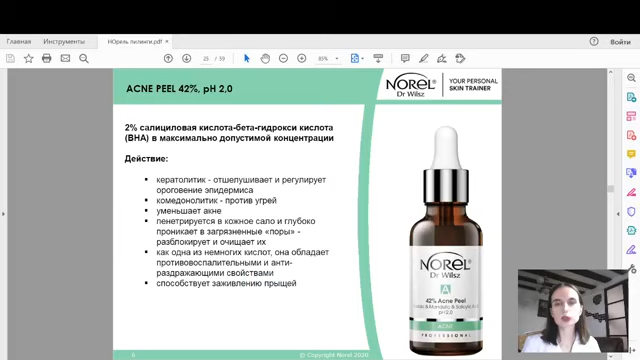 Главная
Инструменты
НОрель пилинги.pdf
Войти
25 / 59
85%
ACNE PEEL 42%, pH 2,0
NOREL
Dr Wilsz
YOUR PERSONAL
SKIN TRAINER
2% салициловая кислота-бета-гидрокси кислота
(BHA) в максимально допустимой концентрации
Действие:
кератолитик - отшелушивает и регулирует
ороговение эпидермиса
комедонолитик - против угрей
уменьшает акне
пенетрируется в кожное сало и глубоко
проникает в загрязненные «поры» -
разблокирует и очищает их
как одна из немногих кислот, она обладает
противовоспалительными и анти-
раздражающими свойствами
способствует заживлению прыщей
NOREL
Dr Wilsz
A
42% Acne Peel
& Mandelic & Salicylic
pH 2,0
ACNE
PROFESSIONAL
© Copyright Norel 2020